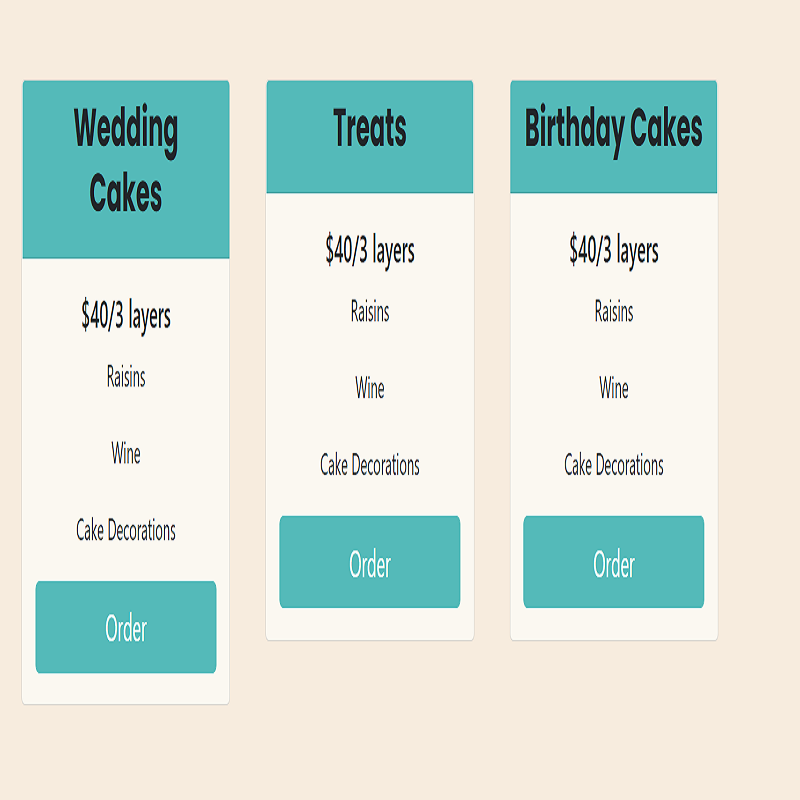 Wedding
Cakes
$40/3 layers
Raisins
Wine
Cake Decorations
Order
Treats
$40/3 layers
Raisins
Wine
Cake Decorations
Order
Birthday Cakes
$40/3 layers
Raisins
Wine
Cake Decorations
Order